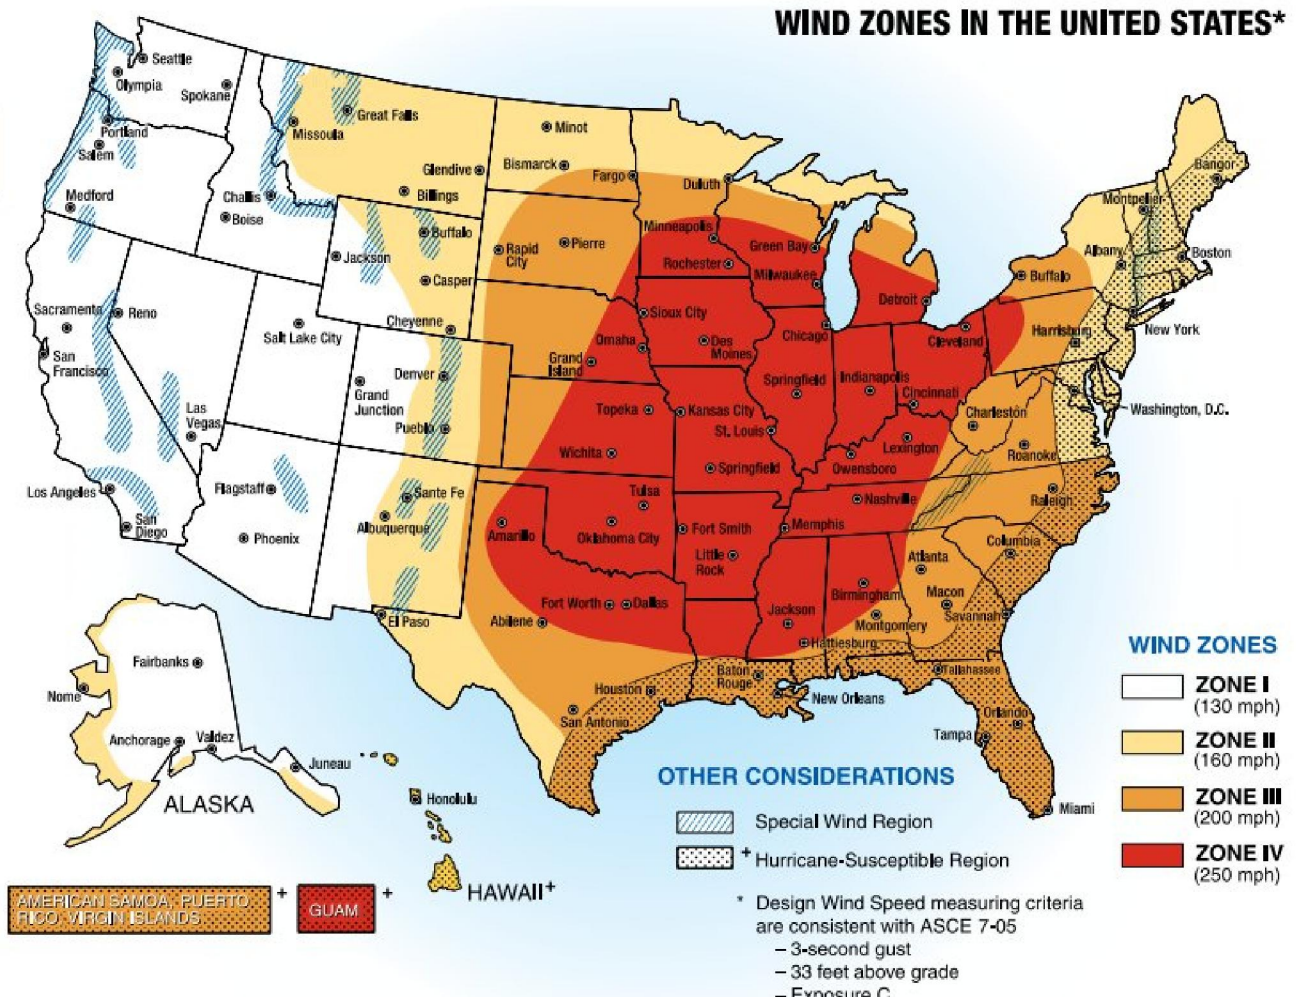 WIND ZONES IN THE UNITED STATES*
Seattle
Olympia
Spokane
Portland
Salem
Medford
Missoula
Great Falls
Glendive
Billings
Challis
Boise
Minot
Bismarck
Fargo
Duluth
Bangor
Montpelier
Buffalo
Jackson
Casper
Rapid
City
Pierre
Minneapolis
Rochester
Green Bay
Milwaukee
Albany
Boston
Buffalo
Detroit
Sacramento
Reno
San
Francisco
Salt Lake City
Cheyenne
Sioux City
Omaha
Des
Moines
Chicago
Cleveland
Harrisburg
New York
Grand
Island
Denver
Grand
Junction
Pueblo
Las
Vegas
Springfield
Indianapolis
Cincinnati
Topeka
Kansas City
St. Louis
Charleston
Washington, D.C.
Wichita
Springfield
Lexington
Owensboro
Roanoke
Los Angeles
San
Diego
Flagstaff
Phoenix
Sante Fe
Albuquerque
Tulsa
Amarillo
Oklahoma City
Fort Smith
Little
Rock
Nashville
Memphis
Raleigh
Columbia
Atlanta
Macon
Savannah
Birmingham
Montgomery
El Paso
Abilene
Fort Worth
Dallas
Jackson
Hattiesburg
Tallahassee
Houston
Baton
Rouge
New Orleans
San Antonio
Orlando
Tampa
Miami
Fairbanks
Nome
Anchorage
Valdez
Juneau
ALASKA
Honolulu
HAWAII+
AMERICAN SAMOA, PUERTO
RICO, VIRGIN ISLANDS
+
GUAM
+
WIND ZONES
ZONE I
(130 mph)
ZONE II
(160 mph)
ZONE III
(200 mph)
ZONE IV
(250 mph)
OTHER CONSIDERATIONS
Special Wind Region
+ Hurricane-Susceptible Region
* Design Wind Speed measuring criteria
are consistent with ASCE 7-05
– 3-second gust
– 33 feet above grade
– Exposure C